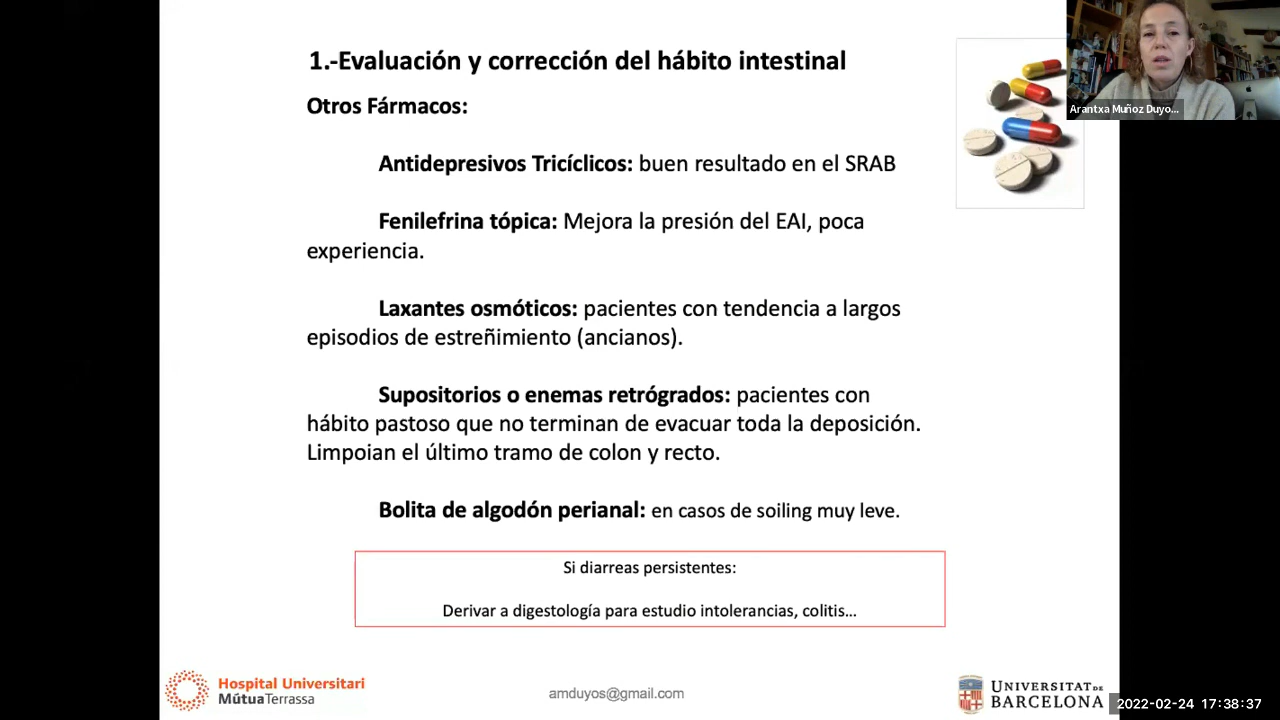 1.-Evaluación y corrección del hábito intestinal
Otros Fármacos:
Antidepresivos Tricíclicos: buen resultado en el SRAB
Fenilefrina tópica: Mejora la presión del EAI, poca
experiencia.
Laxantes osmóticos: pacientes con tendencia a largos
episodios de estreñimiento (ancianos).
Supositorios o enemas retrógrados: pacientes con
hábito pastoso que no terminan de evacuar toda la deposición.
Limpoian el último tramo de colon y recto.
Bolita de algodón perianal: en casos de soiling muy leve.
Si diarreas persistentes:
Derivar a digestología para estudio intolerancias, colitis...
Arantxa Muñoz Duyo...
Hospital Universitari
MútuaTerrassa
amduyos@gmail.com
UNIVERSITAT DE
BARCELONA
2022-02-24 17:38:37